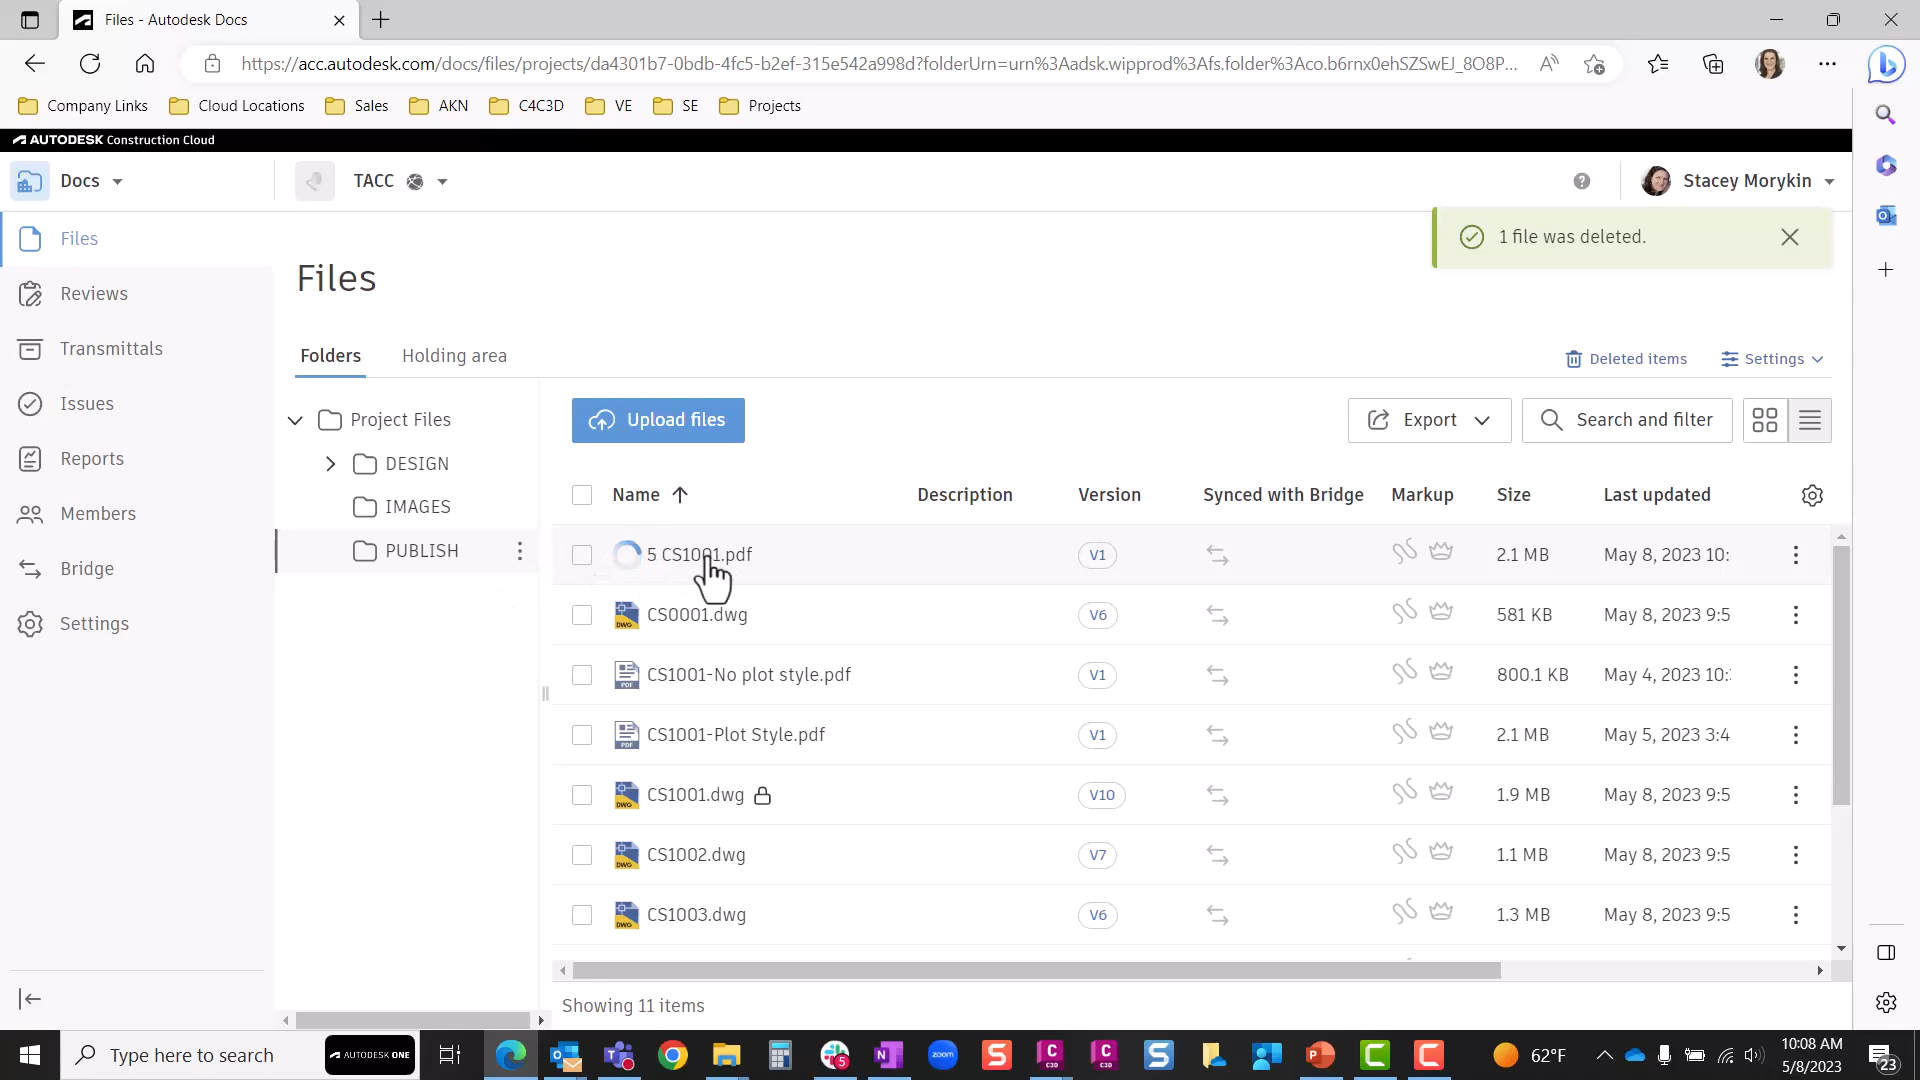 Files - Autodesk Docs
https://acc.autodesk.com/docs/files/projects/da4301b7-0bdb-4fc5-b2ef-315e542a998d?folderUrn=urn%3Aadsk.wipprod%3Afs.folder%3Aco.b6rnx0ehSZSwEJ_8O8P...
Company Links Cloud Locations Sales AKN C4C3D VE SE Projects
AUTODESK Construction Cloud
Docs TACC Stacey Morykin
1 file was deleted.
Files
Reviews
Transmittals
Issues
Reports
Members
Bridge
Settings
Files
Folders Holding area Deleted items Settings
Project Files
DESIGN
IMAGES
PUBLISH
Upload files Export Search and filter
Name Description Version Synced with Bridge Markup Size Last updated
5 CS1001.pdf V1 2.1 MB May 8, 2023 10:
CS0001.dwg V6 581 KB May 8, 2023 9:5
CS1001-No plot style.pdf V1 800.1 KB May 4, 2023 10:
CS1001-Plot Style.pdf V1 2.1 MB May 5, 2023 3:4
CS1001.dwg V10 1.9 MB May 8, 2023 9:5
CS1002.dwg V7 1.1 MB May 8, 2023 9:5
CS1003.dwg V6 1.3 MB May 8, 2023 9:5
Showing 11 items
Type here to search AUTODESK ONE
zoom
62°F
10:08 AM
5/8/2023
23